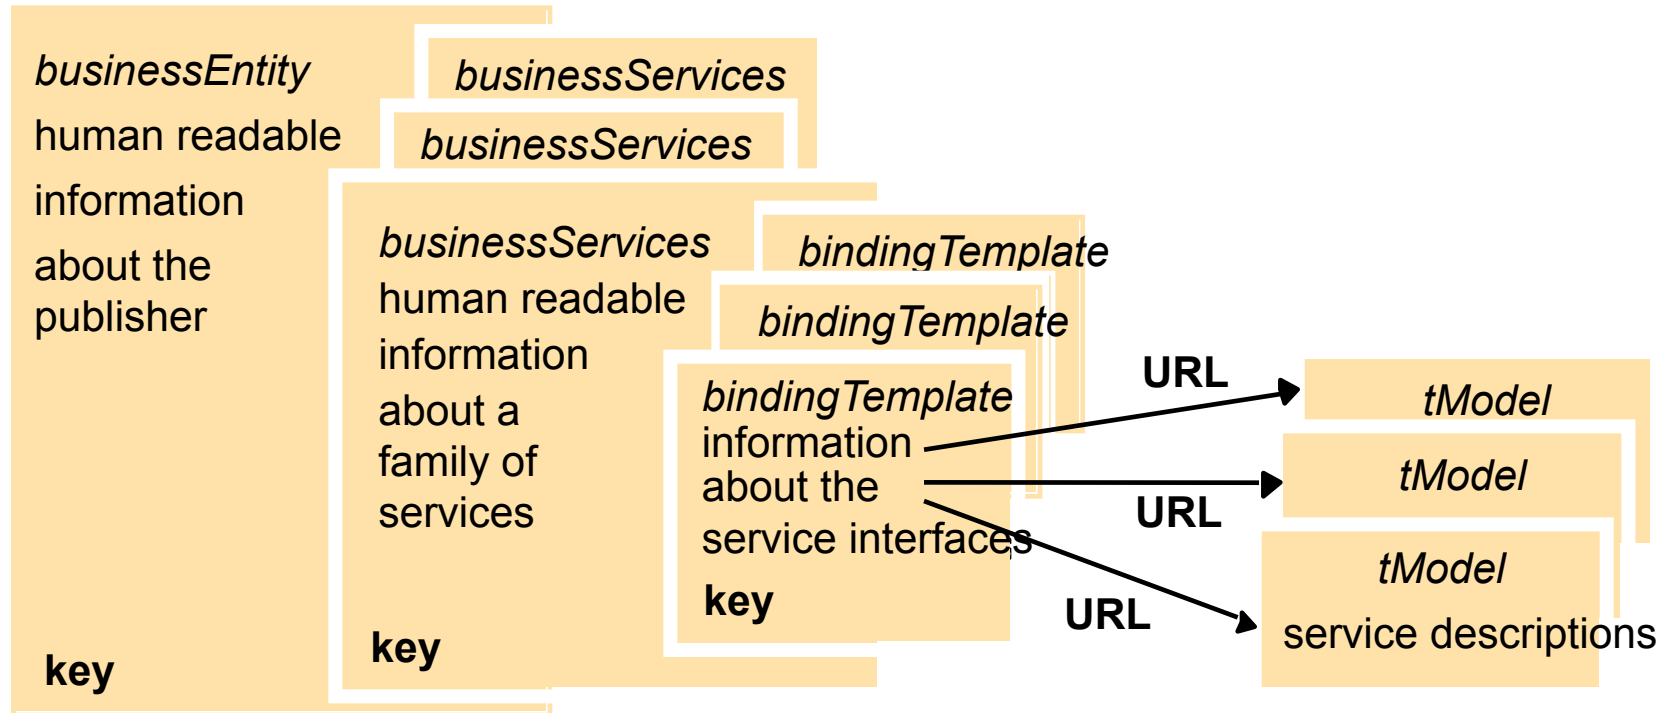 businessEntity
human readable
information
about the
publisher
key
businessServices
businessServices
businessServices
human readable
information
about a
family of
services
key
bindingTemplate
bindingTemplate
bindingTemplate
information
about the
service interfaces
key
URL
URL
URL
tModel
tModel
tModel
service descriptions